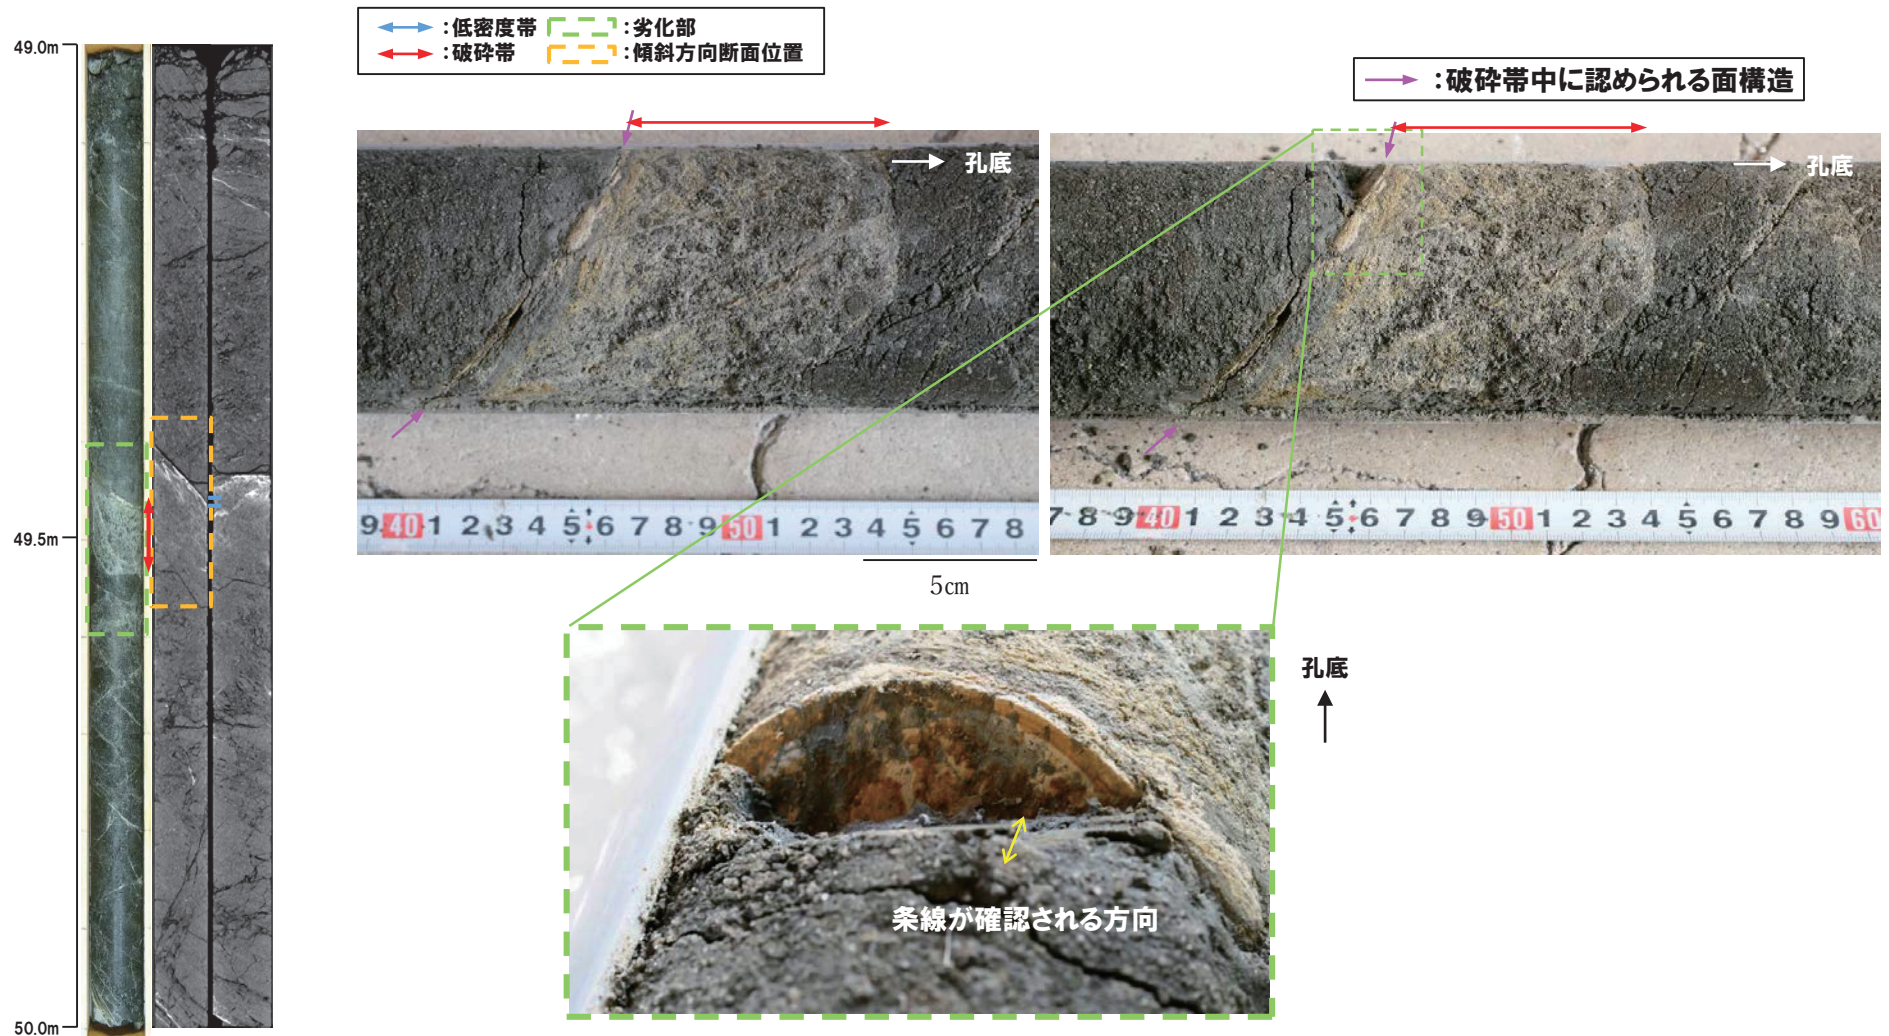 49.0m
49.5m
50.0m
:低密度帯
:劣化部
:破砕帯
:傾斜方向断面位置
:破砕帯中に認められる面構造
孔底
孔底
9 40 1 2 3 4 5 6 7 8 9 50 1 2 3 4 5 6 7 8
7 8 9 40 1 2 3 4 5 6 7 8 9 50 1 2 3 4 5 6 7 8 9 60
5cm
孔底
条線が確認される方向